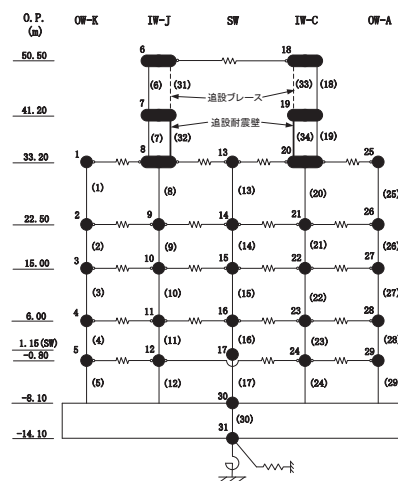 O.P. OW-K IW-J SW IW-C OW-A
(m)
6 18
50.50
(6) (31) (33) (18)
追設ブレース
41.20 7 19
追設耐震壁
(7) (32) (34) (19)
33.20 1 8 13 20 25
(1) (8) (13) (20) (25)
22.50 2 9 14 21 26
(2) (9) (14) (21) (26)
15.00 3 10 15 22 27
(3) (10) (15) (22) (27)
6.00 4 11 16 23 28
1.15(SW) (4) (11) (16) (23) (28)
17
-0.80 5 12 24 29
(5) (12) (17) (24) (29
-8.10 30
(30)
-14.10 31